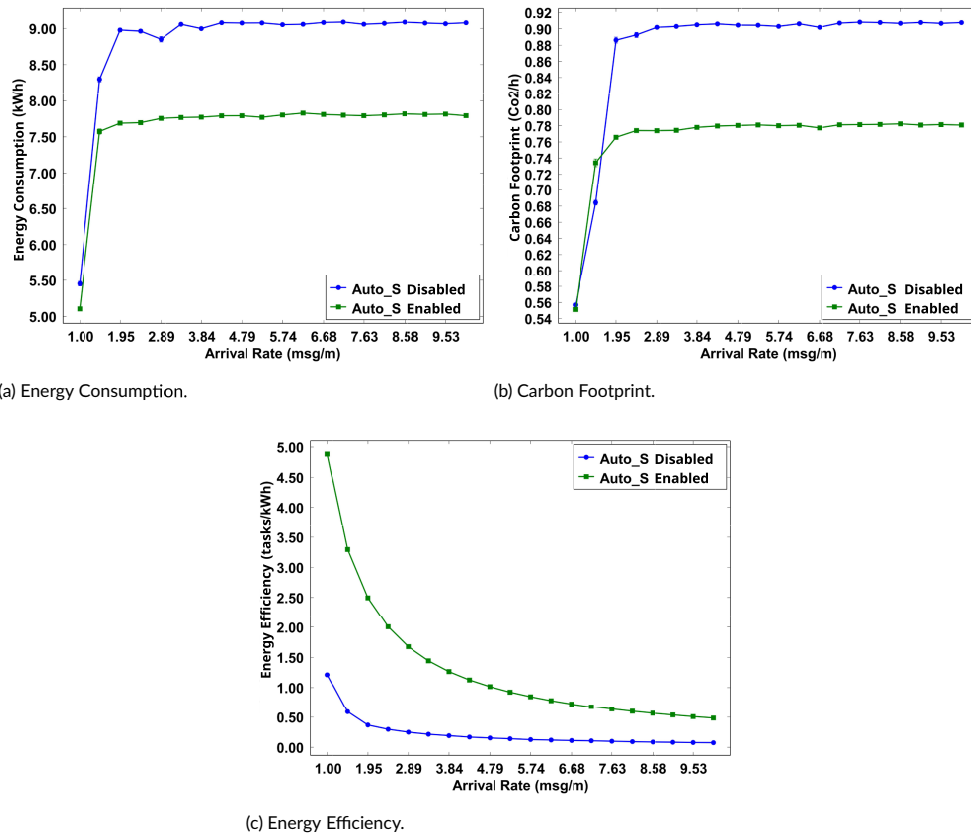 9.00
8.50
8.00
7.50
7.00
6.50
6.00
5.50
5.00
Energy Consumption (kWh)
Auto_S Disabled
Auto_S Enabled
1.00 1.95 2.89 3.84 4.79 5.74 6.68 7.63 8.58 9.53
Arrival Rate (msg/m)
(a) Energy Consumption.
0.92
0.90
0.88
0.86
0.84
0.82
0.80
0.78
0.76
0.74
0.72
0.70
0.68
0.66
0.64
0.62
0.60
0.58
0.56
0.54
Carbon Footprint (Co2/h)
Auto_S Disabled
Auto_S Enabled
1.00 1.95 2.89 3.84 4.79 5.74 6.68 7.63 8.58 9.53
Arrival Rate (msg/m)
(b) Carbon Footprint.
5.00
4.50
4.00
3.50
3.00
2.50
2.00
1.50
1.00
0.50
0.00
Energy Efficiency (tasks/kWh)
Auto_S Disabled
Auto_S Enabled
1.00 1.95 2.89 3.84 4.79 5.74 6.68 7.63 8.58 9.53
Arrival Rate (msg/m)
(c) Energy Efficiency.